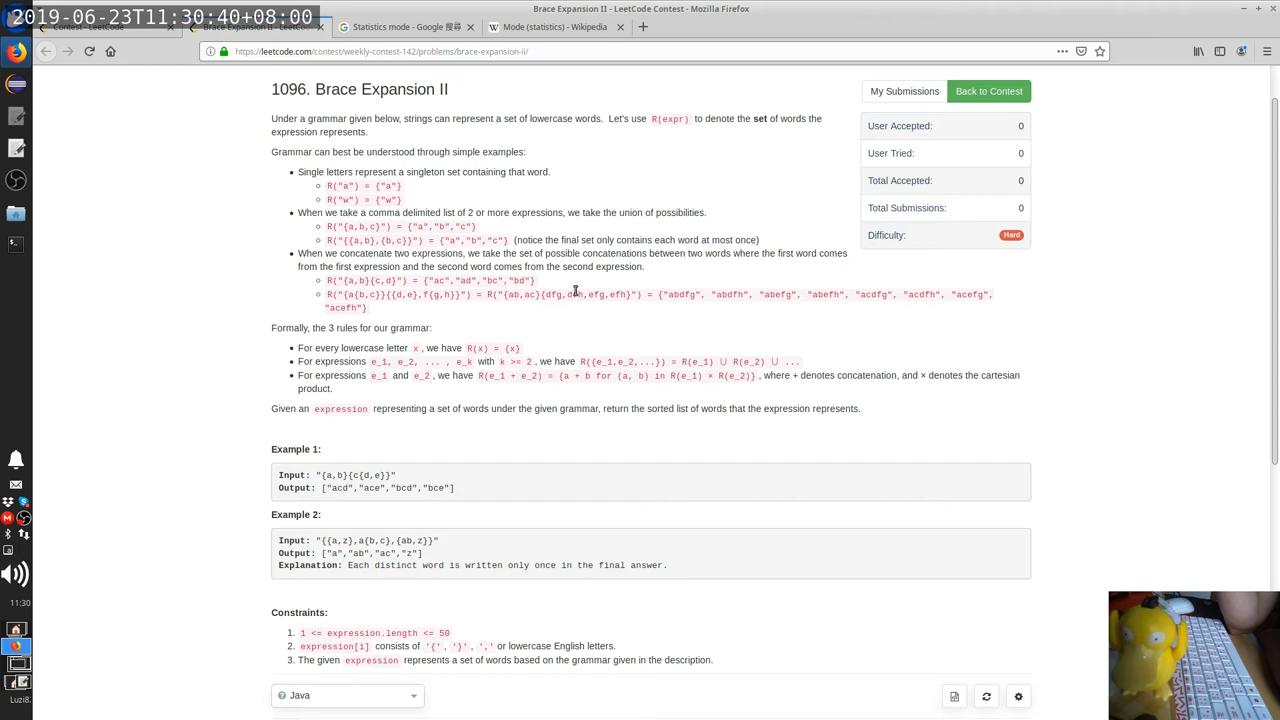 2019-06-23T11:30:40+08:00
Brace Expansion II - LeetCode Contest - Mozilla Firefox
Contest - LeetCode
Brace Expansion II - LeetCo
Statistics mode - Google 搜尋
Mode (statistics) - Wikipedia
https://leetcode.com/contest/weekly-contest-142/problems/brace-expansion-ii/
1096. Brace Expansion II
My Submissions
Back to Contest
Under a grammar given below, strings can represent a set of lowercase words. Let's use R(expr) to denote the set of words the
expression represents.
Grammar can best be understood through simple examples:
Single letters represent a singleton set containing that word.
R("a") = {"a"}
R("w") = {"w"}
When we take a comma delimited list of 2 or more expressions, we take the union of possibilities.
R("{a,b,c}") = {"a","b","c"}
R("{{a,b},{b,c}}") = {"a","b","c"} (notice the final set only contains each word at most once)
When we concatenate two expressions, we take the set of possible concatenations between two words where the first word comes
from the first expression and the second word comes from the second expression.
R("{a,b}{c,d}") = {"ac","ad","bc","bd"}
R("{a{b,c}}{{d,e},f{g,h}}") = R("{ab,ac}{dfg,dfh,efg,efh}") = {"abdfg", "abdfh", "abefg", "abefh", "acdfg", "acdfh", "acefg",
"acefh"}
Formally, the 3 rules for our grammar:
For every lowercase letter x, we have R(x) = {x}
For expressions e_1, e_2, ... , e_k with k >= 2, we have R({e_1,e_2,...}) = R(e_1) ∪ R(e_2) ∪ ...
For expressions e_1 and e_2, we have R(e_1 + e_2) = {a + b for (a, b) in R(e_1) × R(e_2)}, where + denotes concatenation, and × denotes the cartesian
product.
Given an expression representing a set of words under the given grammar, return the sorted list of words that the expression represents.
User Accepted: 0
User Tried: 0
Total Accepted: 0
Total Submissions: 0
Difficulty: Hard
Example 1:
Input: "{a,b}{c{d,e}}"
Output: ["acd","ace","bcd","bce"]
Example 2:
Input: "{{a,z},a{b,c},{ab,z}}"
Output: ["a","ab","ac","z"]
Explanation: Each distinct word is written only once in the final answer.
Constraints:
1. 1 <= expression.length <= 50
2. expression[i] consists of '{', '}', ',' or lowercase English letters.
3. The given expression represents a set of words based on the grammar given in the description.
Java
11:30
Luzi8